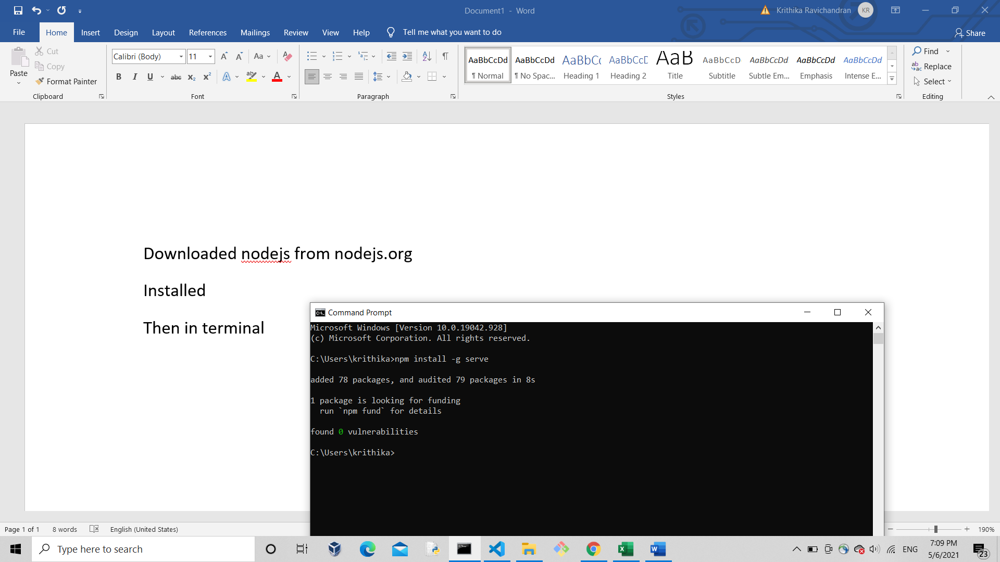 Document1 - Word
Krithika Ravichandran KR
File Home Insert Design Layout References Mailings Review View Help Tell me what you want to do Share
Paste
Cut
Copy
Format Painter
Clipboard
Calibri (Body) 11
Font
Paragraph
AaBbCcDd ¶ Normal
AaBbCcDd ¶ No Spac...
AaBbCc Heading 1
AaBbCcD Heading 2
AaB Title
AaBbCcD Subtitle
AaBbCcDd Subtle Em...
AaBbCcDd Emphasis
AaBbCcDd Intense E...
Styles
Find
Replace
Select
Editing
Downloaded nodejs from nodejs.org
Installed
Then in terminal
Command Prompt
Microsoft Windows [Version 10.0.19042.928]
(c) Microsoft Corporation. All rights reserved.
C:\Users\krithika>npm install -g serve
added 78 packages, and audited 79 packages in 8s
1 package is looking for funding
run `npm fund` for details
found 0 vulnerabilities
C:\Users\krithika>
Page 1 of 1 8 words English (United States) 190%
Type here to search
ENG
7:09 PM
5/6/2021
23